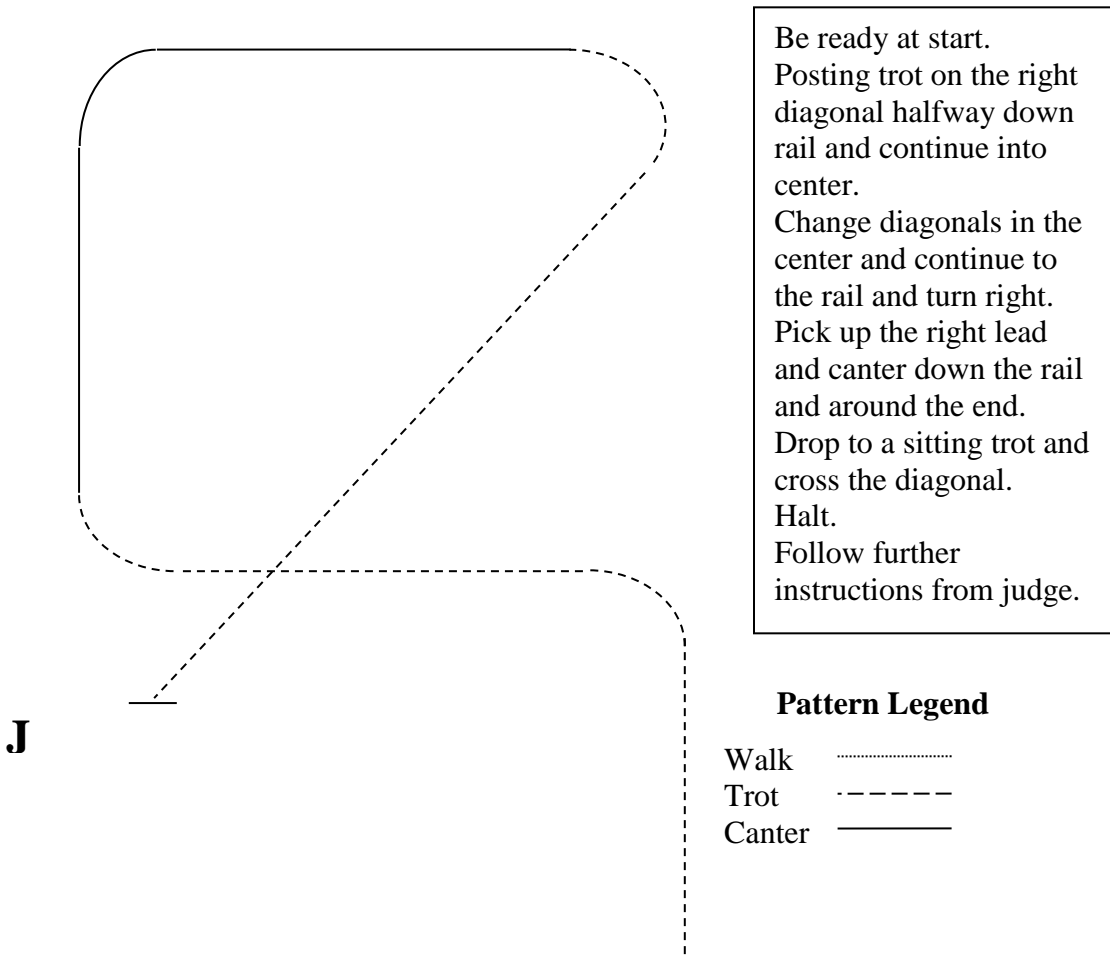 Be ready at start.
Posting trot on the right
diagonal halfway down
rail and continue into
center.
Change diagonals in the
center and continue to
the rail and turn right.
Pick up the right lead
and canter down the rail
and around the end.
Drop to a sitting trot and
cross the diagonal.
Halt.
Follow further
instructions from judge.
J
Pattern Legend
Walk
Trot
Canter